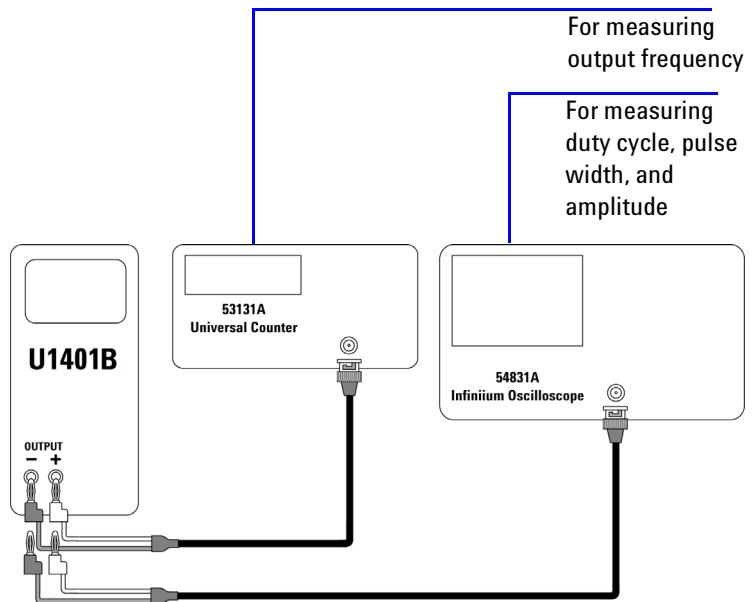 For measuring
output frequency
For measuring
duty cycle, pulse
width, and
amplitude
U1401B
OUTPUT
− +
53131A
Universal Counter
54831A
Infiniium Oscilloscope